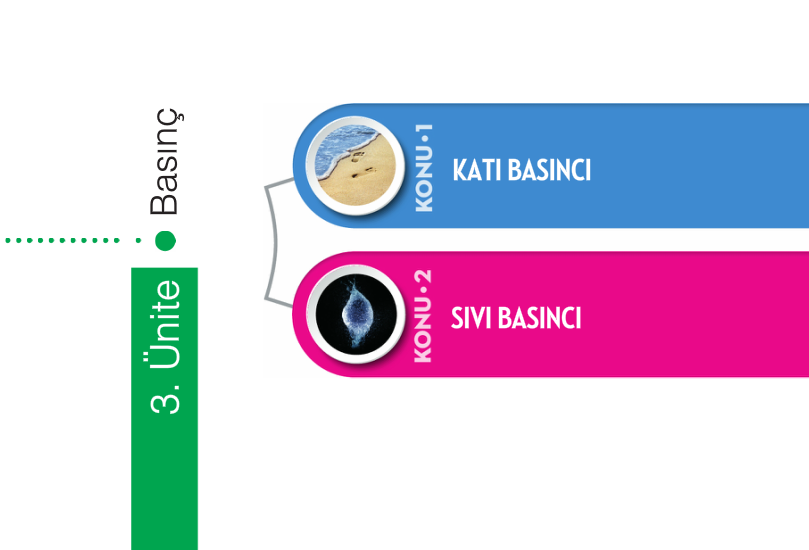 3. Ünite
Basınç
KONU•1
KATI BASINCI
KONU•2
SIVI BASINCI